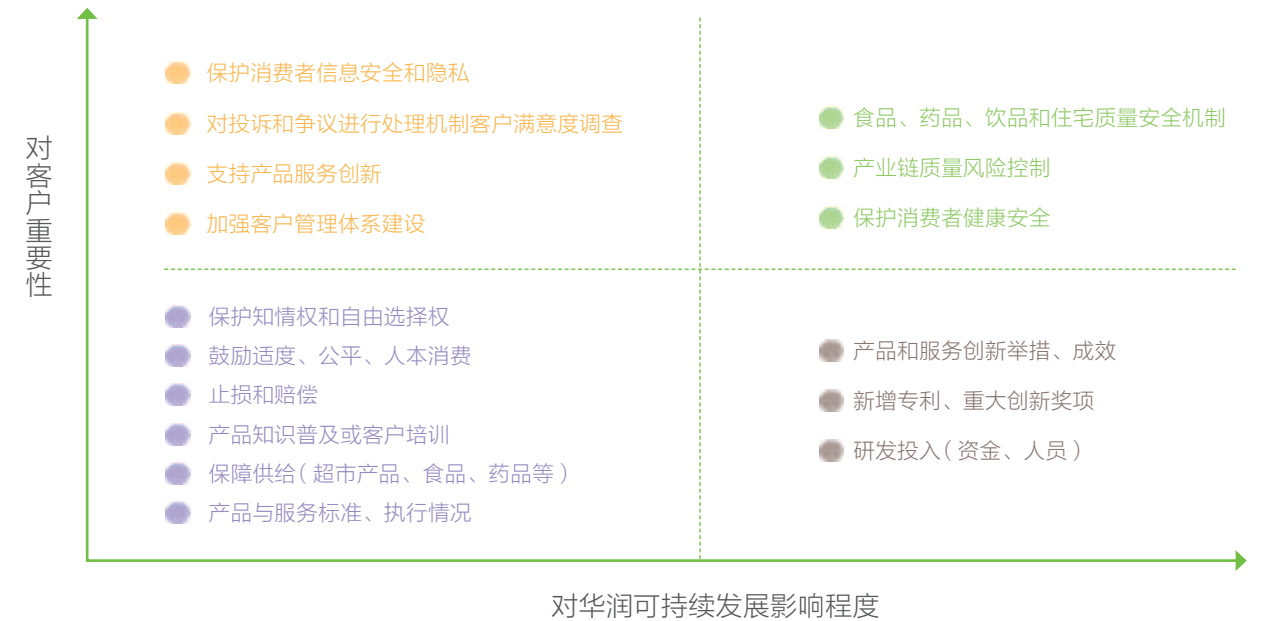 对客户重要性
保护消费者信息安全和隐私
对投诉和争议进行处理机制客户满意度调查
支持产品服务创新
加强客户管理体系建设
食品、药品、饮品和住宅质量安全机制
产业链质量风险控制
保护消费者健康安全
保护知情权和自由选择权
鼓励适度、公平、人本消费
止损和赔偿
产品知识普及或客户培训
保障供给（超市产品、食品、药品等）
产品与服务标准、执行情况
产品和服务创新举措、成效
新增专利、重大创新奖项
研发投入（资金、人员）
对华润可持续发展影响程度